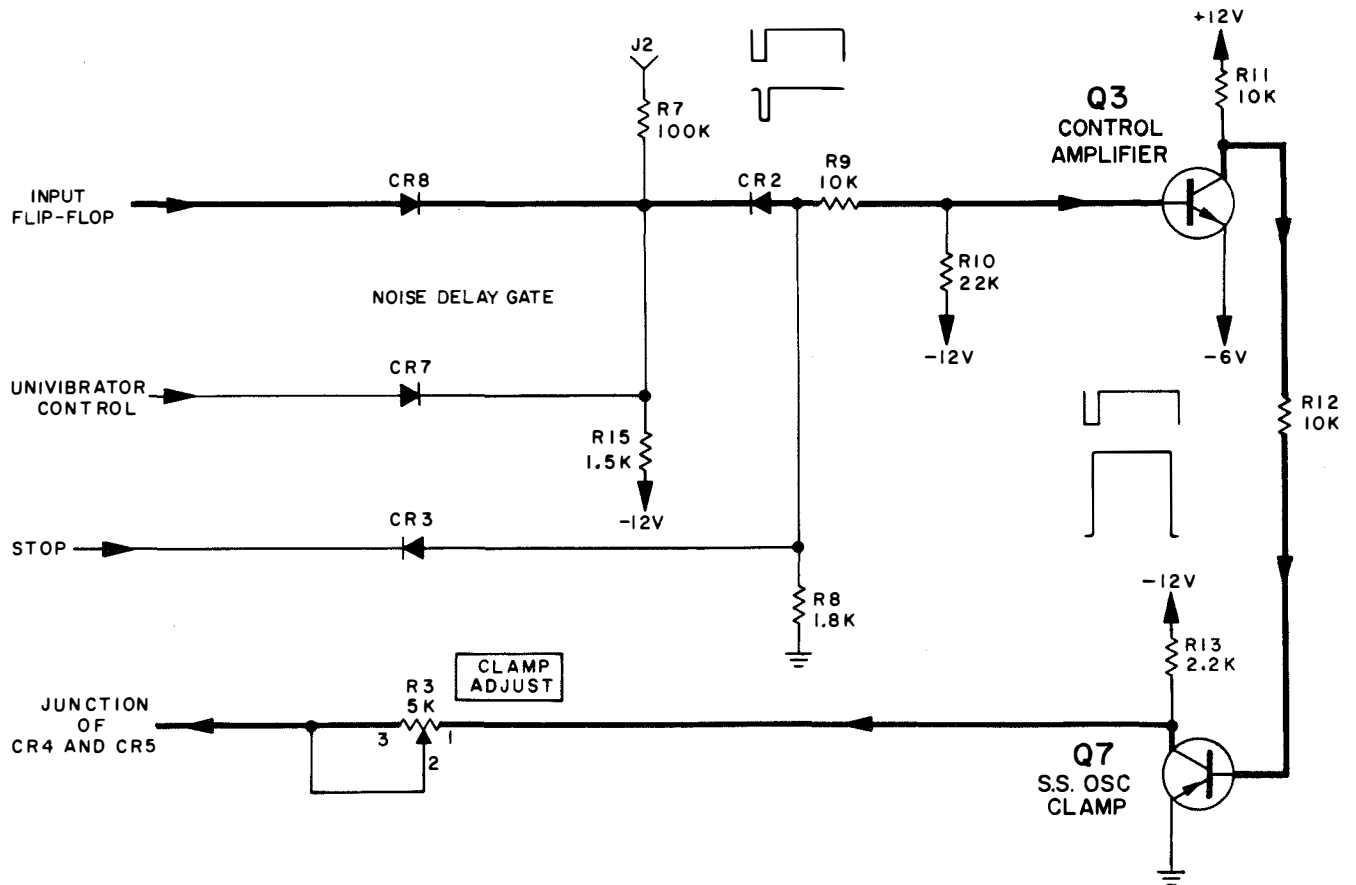 J2
R7
100K
+12V
R11
10K
Q3
CONTROL
AMPLIFIER
INPUT
FLIP-FLOP
CR8
CR2
R9
10K
R10
22K
-12V
-6V
NOISE DELAY GATE
UNIVIBRATOR
CONTROL
CR7
R15
1.5K
-12V
R12
10K
STOP
CR3
R8
1.8K
-12V
R13
2.2K
CLAMP
ADJUST
R3
5K
3
1
2
JUNCTION
OF
CR4 AND CR5
Q7
S.S. OSC
CLAMP